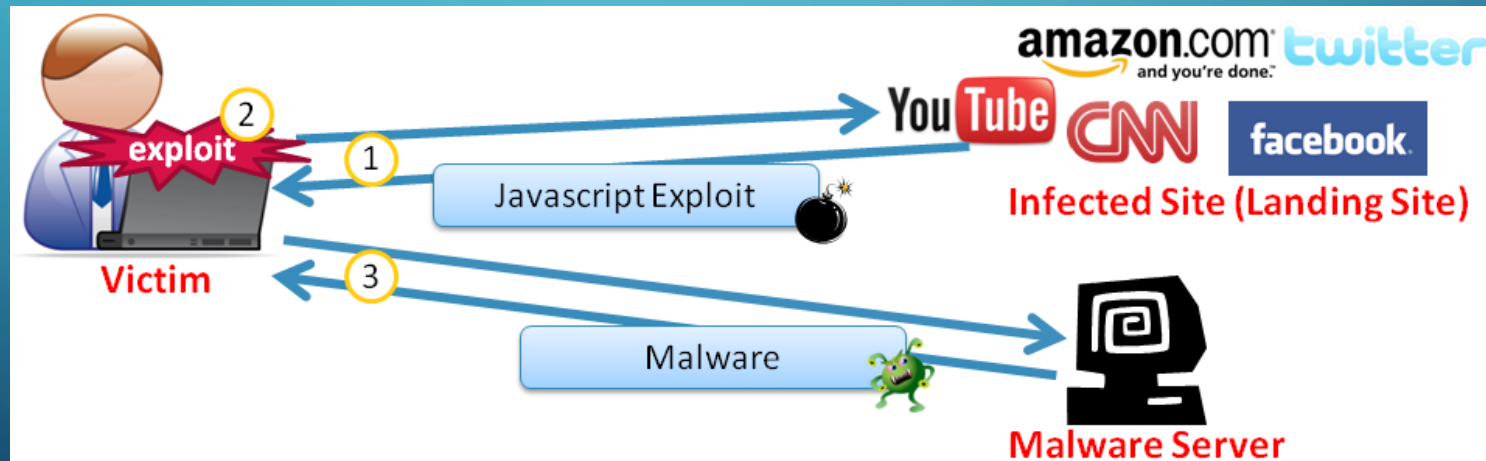 amazon.com
and you're done.™
twitter
2
exploit
1
YouTube
CNN
facebook.
Javascript Exploit
Infected Site (Landing Site)
Victim
3
Malware
Malware Server